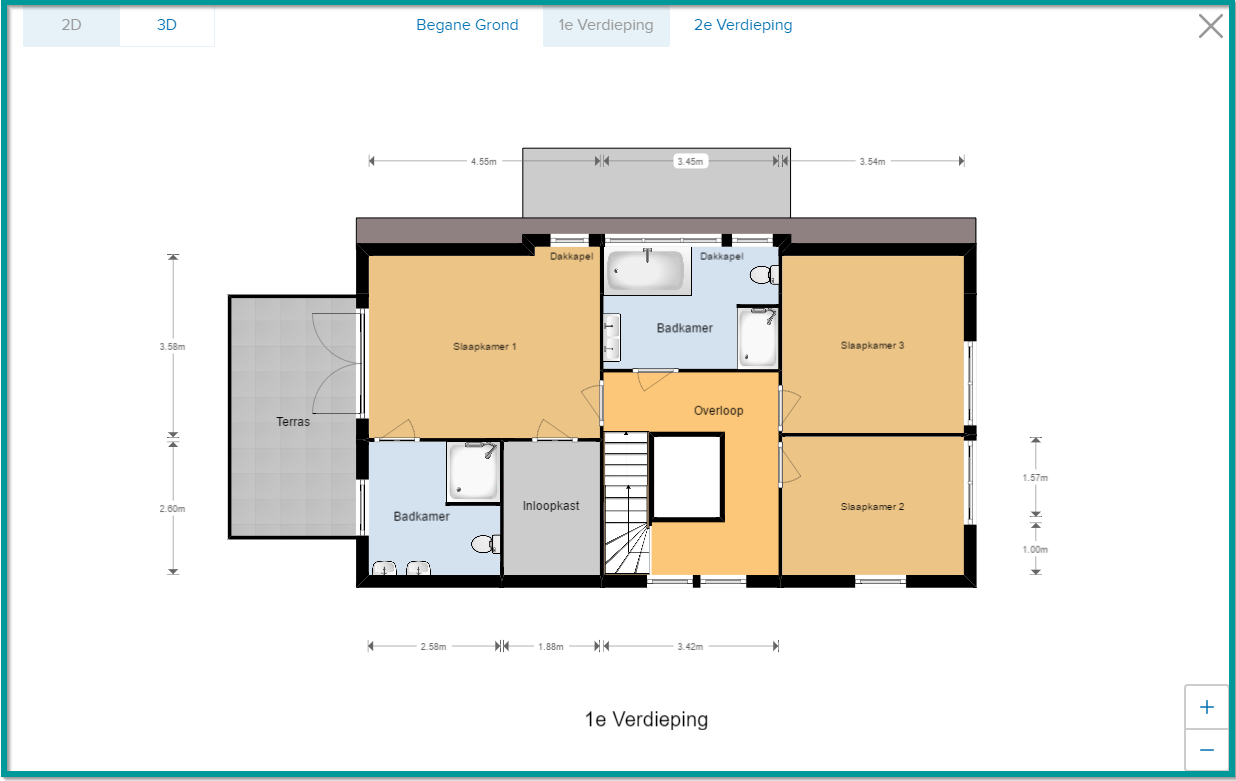 2D 3D Begane Grond 1e Verdieping 2e Verdieping
4.55m 3.45m 3.54m
Dakkapel Dakkapel
Badkamer
3.58m Slaapkamer 1 Slaapkamer 3
Overloop
Terras
1.57m
2.60m Badkamer Inloopkast Slaapkamer 2
1.00m
2.58m 1.88m 3.42m
1e Verdieping
+
−